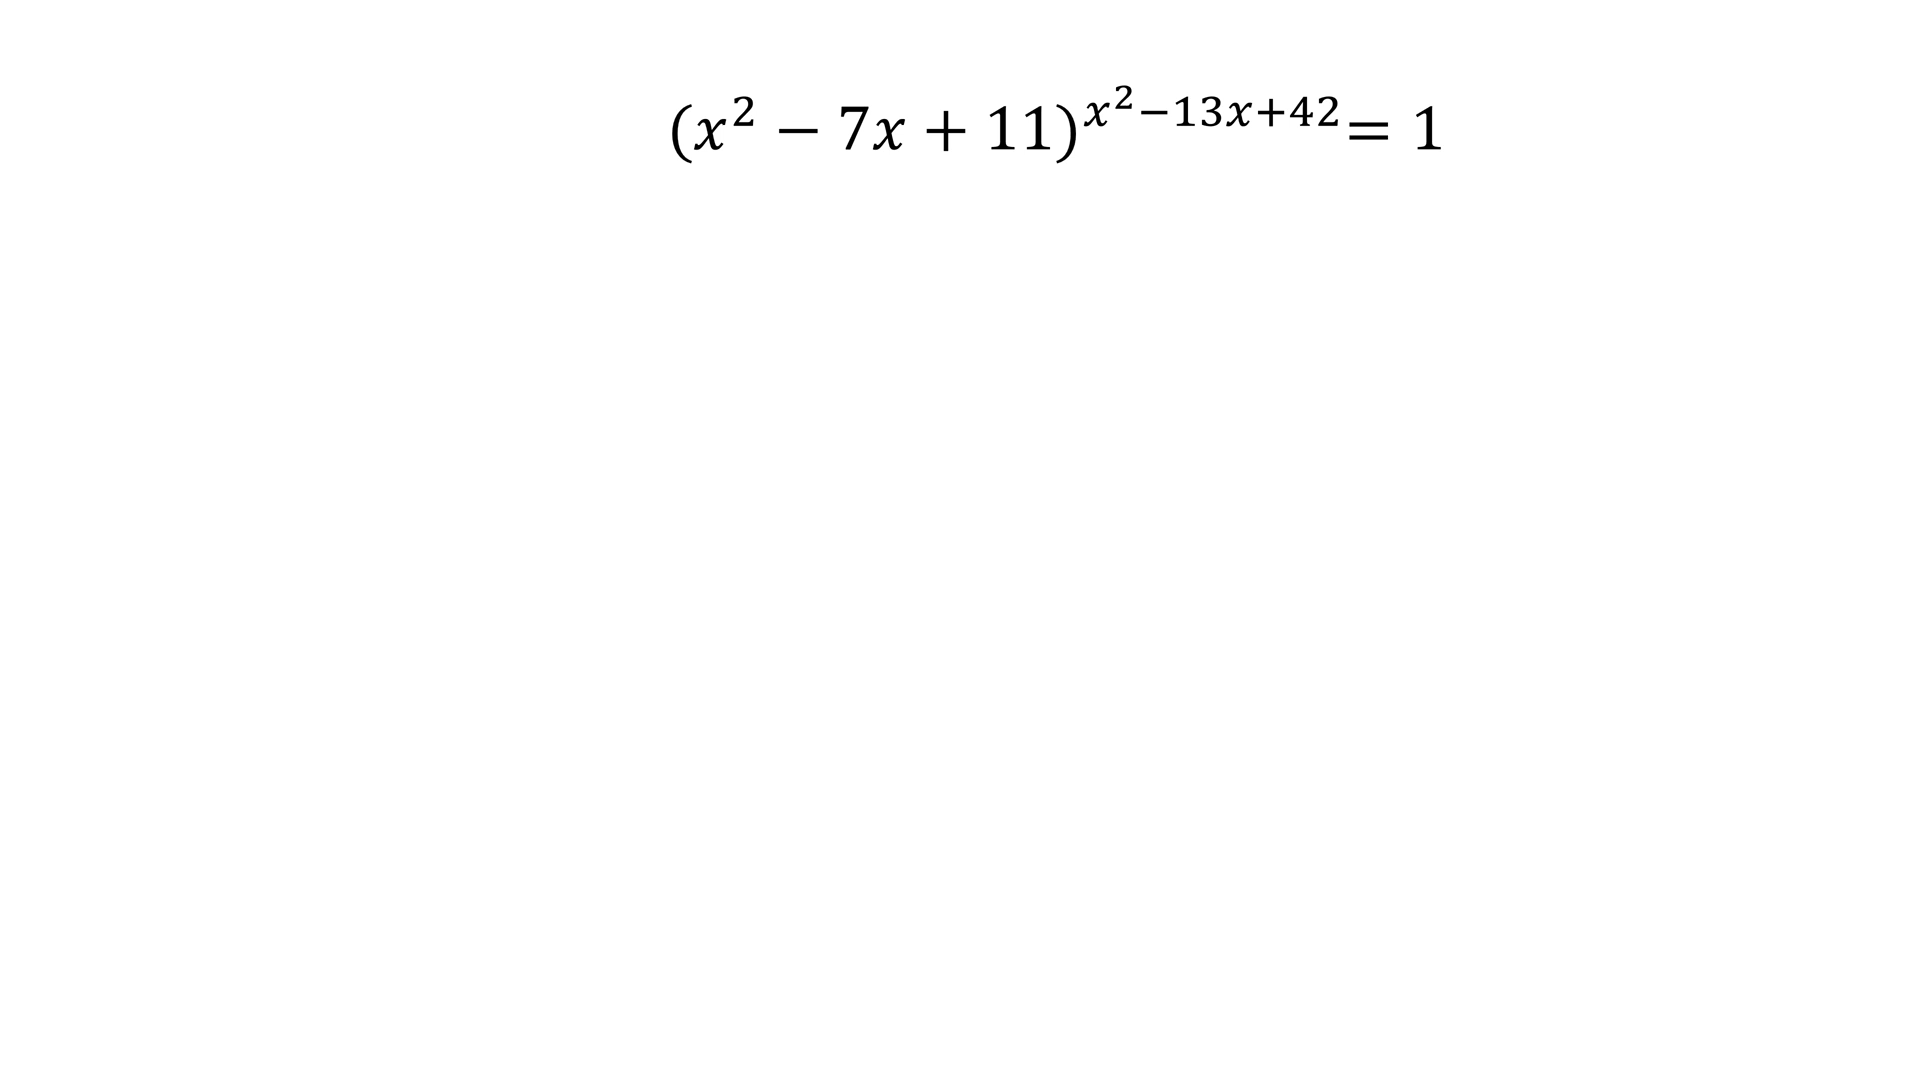 (x² − 7x + 11)^{x²−13x+42} = 1